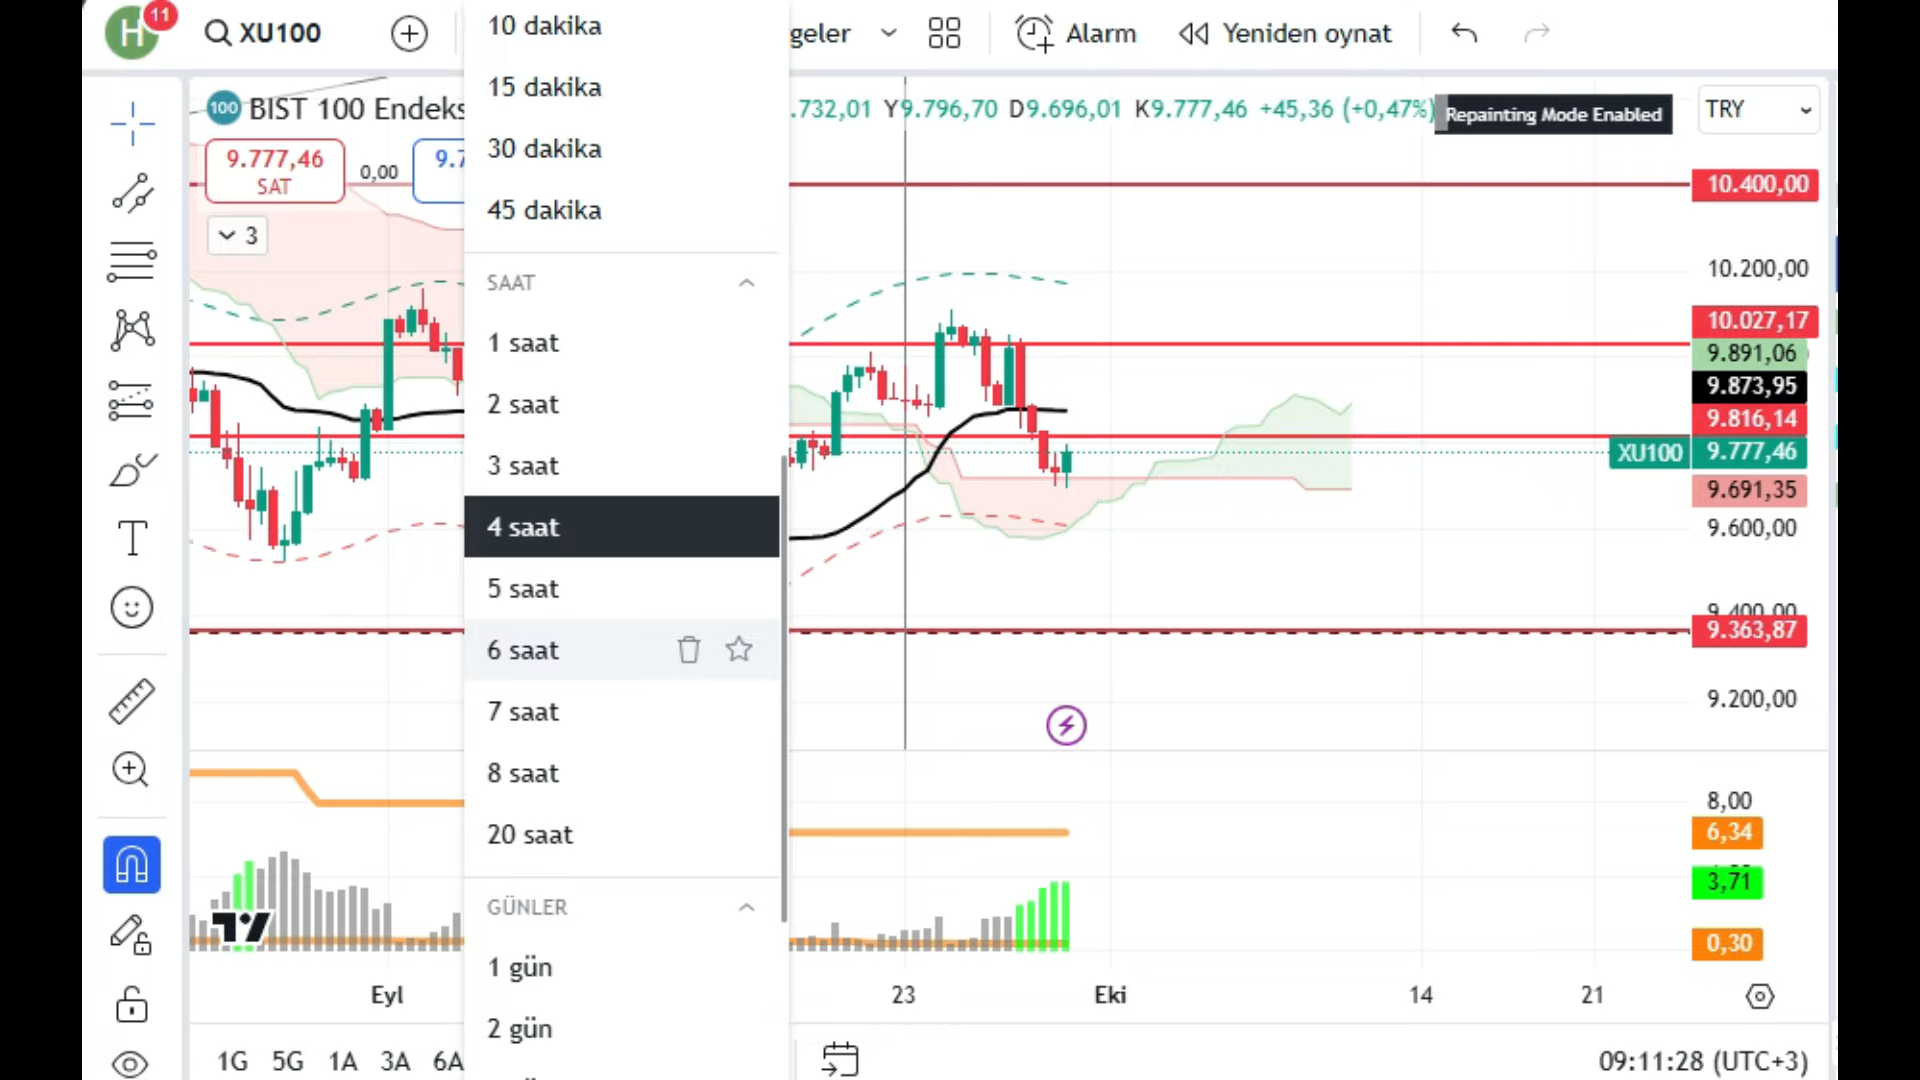 H
11
XU100
10 dakika
geler
Alarm
Yeniden oynat
15 dakika
100
BIST 100 Endeks
.732,01 Y9.796,70 D9.696,01 K9.777,46 +45,36 (+0,47%)
Repainting Mode Enabled
TRY
9.777,46
SAT
0,00
9.7
30 dakika
10.400,00
45 dakika
3
SAAT
10.200,00
1 saat
10.027,17
9.891,06
9.873,95
2 saat
9.816,14
3 saat
XU100
9.777,46
9.691,35
4 saat
9.600,00
5 saat
9.400,00
9.363,87
6 saat
7 saat
9.200,00
8 saat
8,00
20 saat
6,34
3,71
GÜNLER
0,30
1 gün
Eyl
23
Eki
14
21
2 gün
1G
5G
1A
3A
6A
09:11:28 (UTC+3)